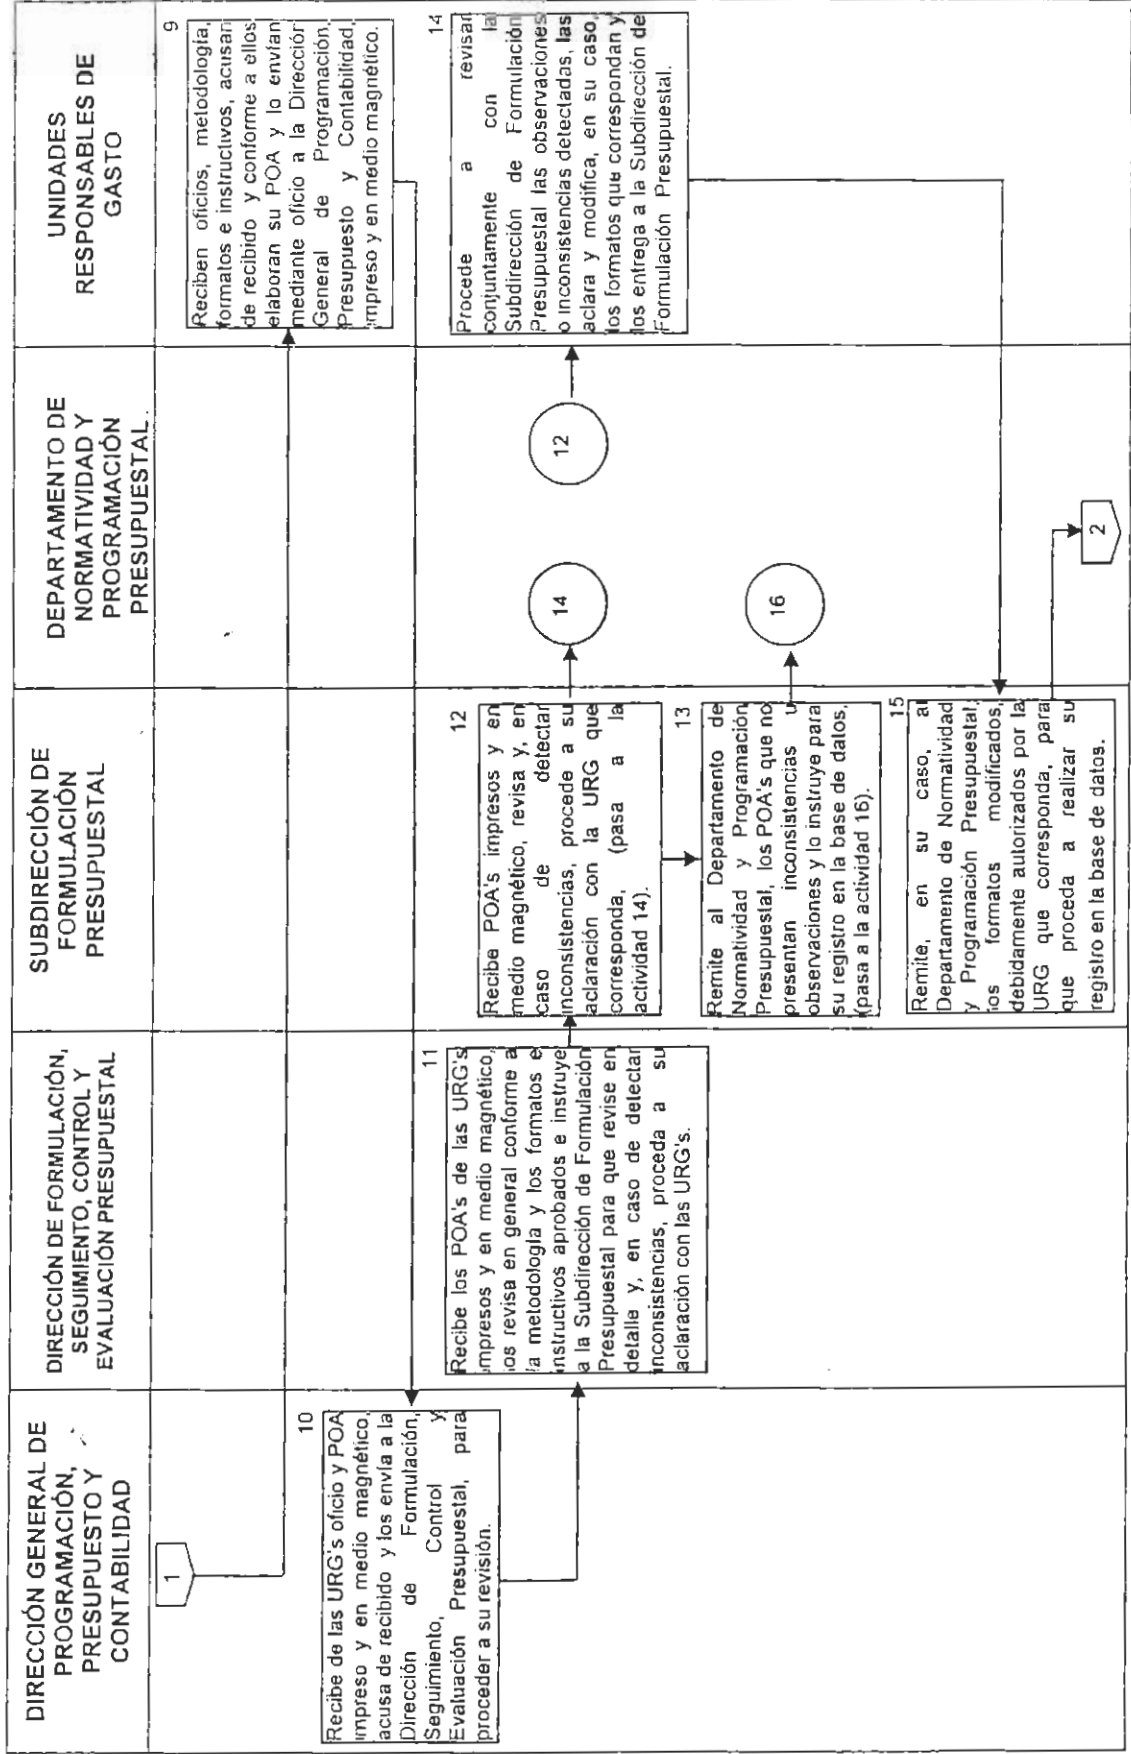 DIRECCIÓN GENERAL DE
PROGRAMACIÓN,
PRESUPUESTO Y
CONTABILIDAD
DIRECCIÓN DE FORMULACIÓN,
SEGUIMIENTO, CONTROL Y
EVALUACIÓN PRESUPUESTAL
SUBDIRECCIÓN DE
FORMULACIÓN
PRESUPUESTAL
DEPARTAMENTO DE
NORMATIVIDAD Y
PROGRAMACIÓN
PRESUPUESTAL
UNIDADES
RESPONSABLES DE
GASTO
1
9
Reciben oficios, metodología,
formatos e instructivos, acusan
de recibido y conforme a ellos
elaboran su POA y lo envían
mediante oficio a la Dirección
General de Programación,
Presupuesto y Contabilidad,
impreso y en medio magnético.
10
Recibe de las URG's oficio y POA
impreso y en medio magnético,
acusa de recibido y los envía a la
Dirección de Formulación,
Seguimiento, Control y
Evaluación Presupuestal, para
proceder a su revisión.
11
Recibe los POA's de las URG's
impresos y en medio magnético,
los revisa en general conforme a
la metodología y los formatos e
instructivos aprobados e instruye
a la Subdirección de Formulación
Presupuestal para que revise en
detalle y, en caso de detectar
inconsistencias, proceda a su
aclaración con las URG's.
12
Recibe POA's impresos y en
medio magnético, revisa y, en
caso de detectar
inconsistencias, procede a su
aclaración con la URG que
corresponda, (pasa a la
actividad 14).
14
12
14
Procede a revisar
conjuntamente con la
Subdirección de Formulación
Presupuestal las observaciones
o inconsistencias detectadas, las
aclara y modifica, en su caso,
los formatos que correspondan y
los entrega a la Subdirección de
Formulación Presupuestal.
13
Remite al Departamento de
Normatividad y Programación
Presupuestal, los POA's que no
presentan inconsistencias u
observaciones y lo instruye para
su registro en la base de datos,
(pasa a la actividad 16).
16
15
Remite, en su caso, al
Departamento de Normatividad
y Programación Presupuestal,
los formatos modificados,
debidamente autorizados por la
URG que corresponda, para
que proceda a realizar su
registro en la base de datos.
2